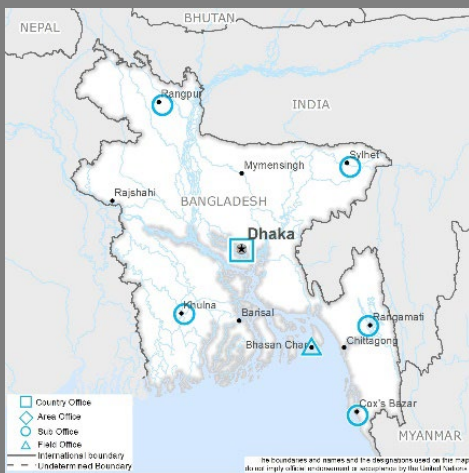 NEPAL
BHUTAN
INDIA
Rangpur
Sylhet
Mymensingh
Rajshahi
BANGLADESH
Dhaka
Khulna
Barisal
Rangamati
Bhasan Char
Chittagong
Cox's Bazar
MYANMAR
Country Office
Area Office
Sub Office
Field Office
International boundary
Undetermined Boundary
The boundaries and names and the designations used on this map
do not imply official endorsement or acceptance by the United Nations